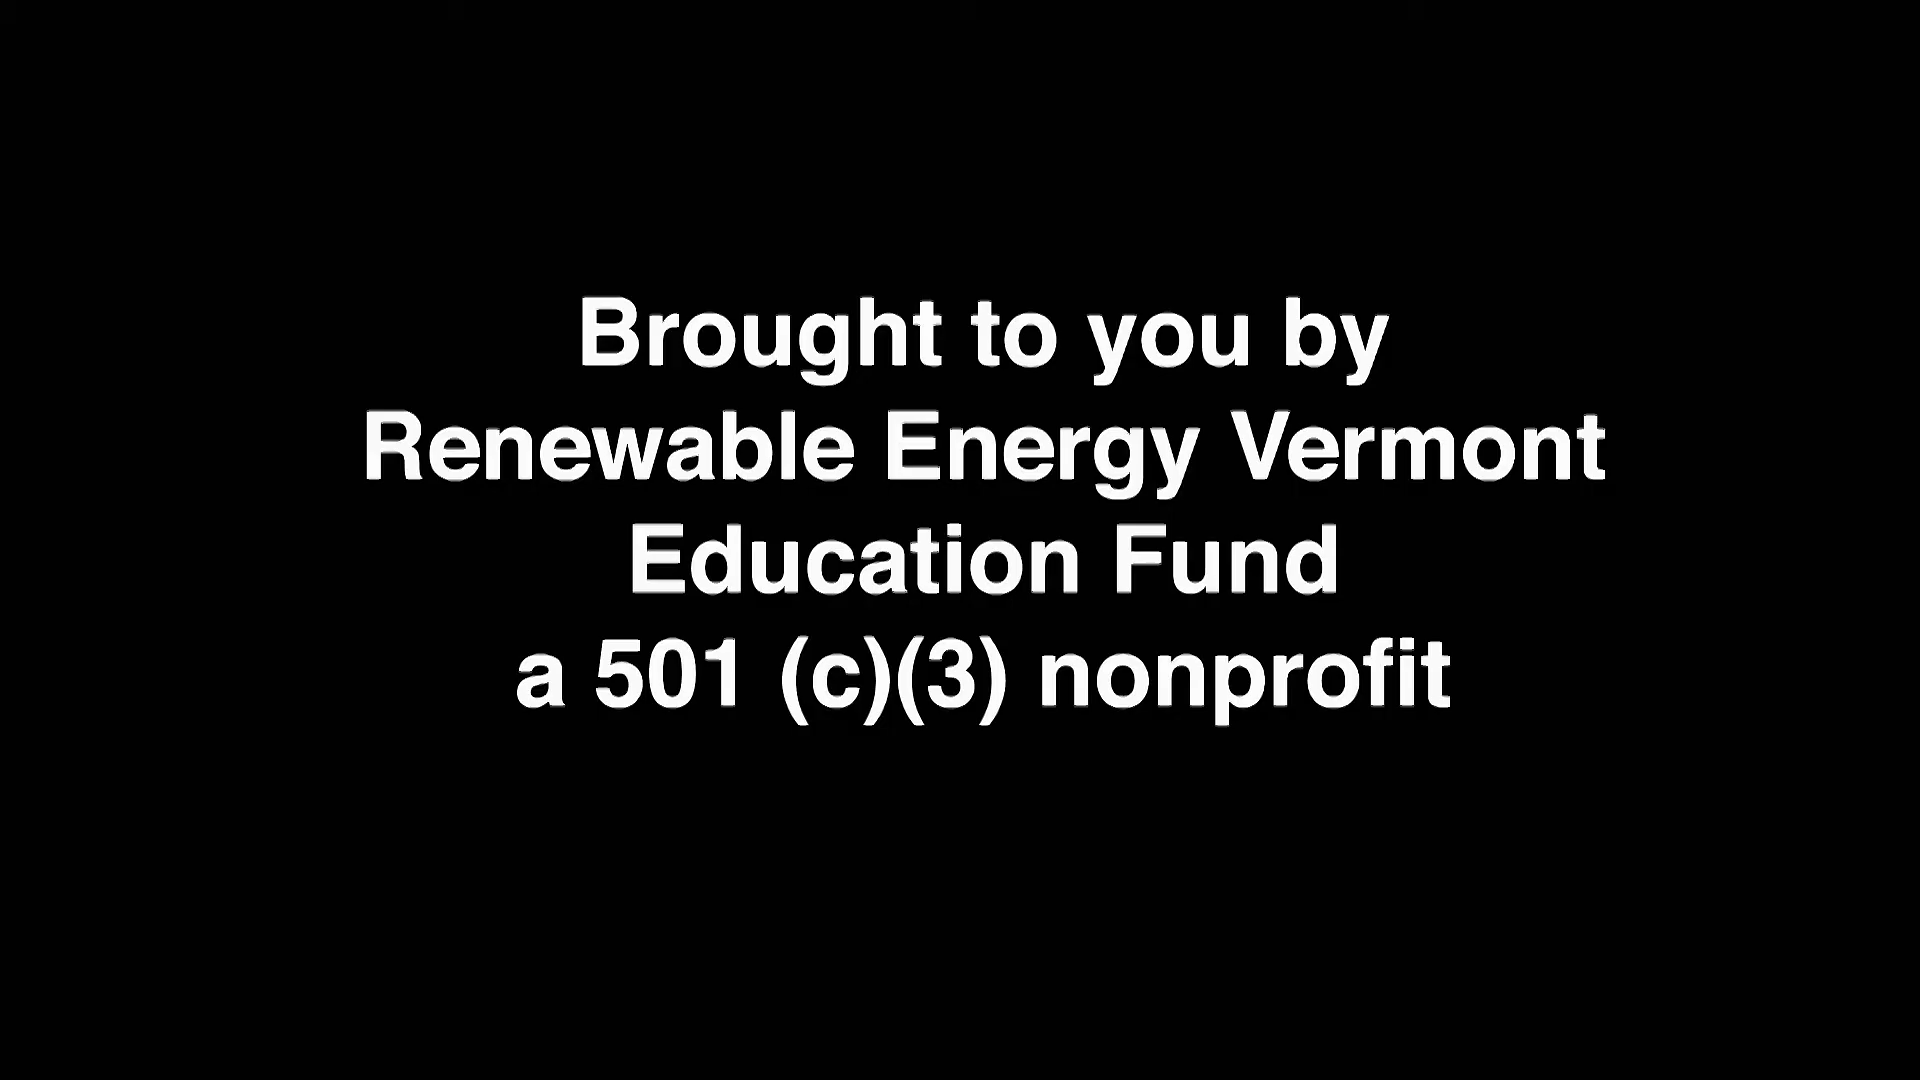 Brought to you by
Renewable Energy Vermont
Education Fund
a 501 (c)(3) nonprofit